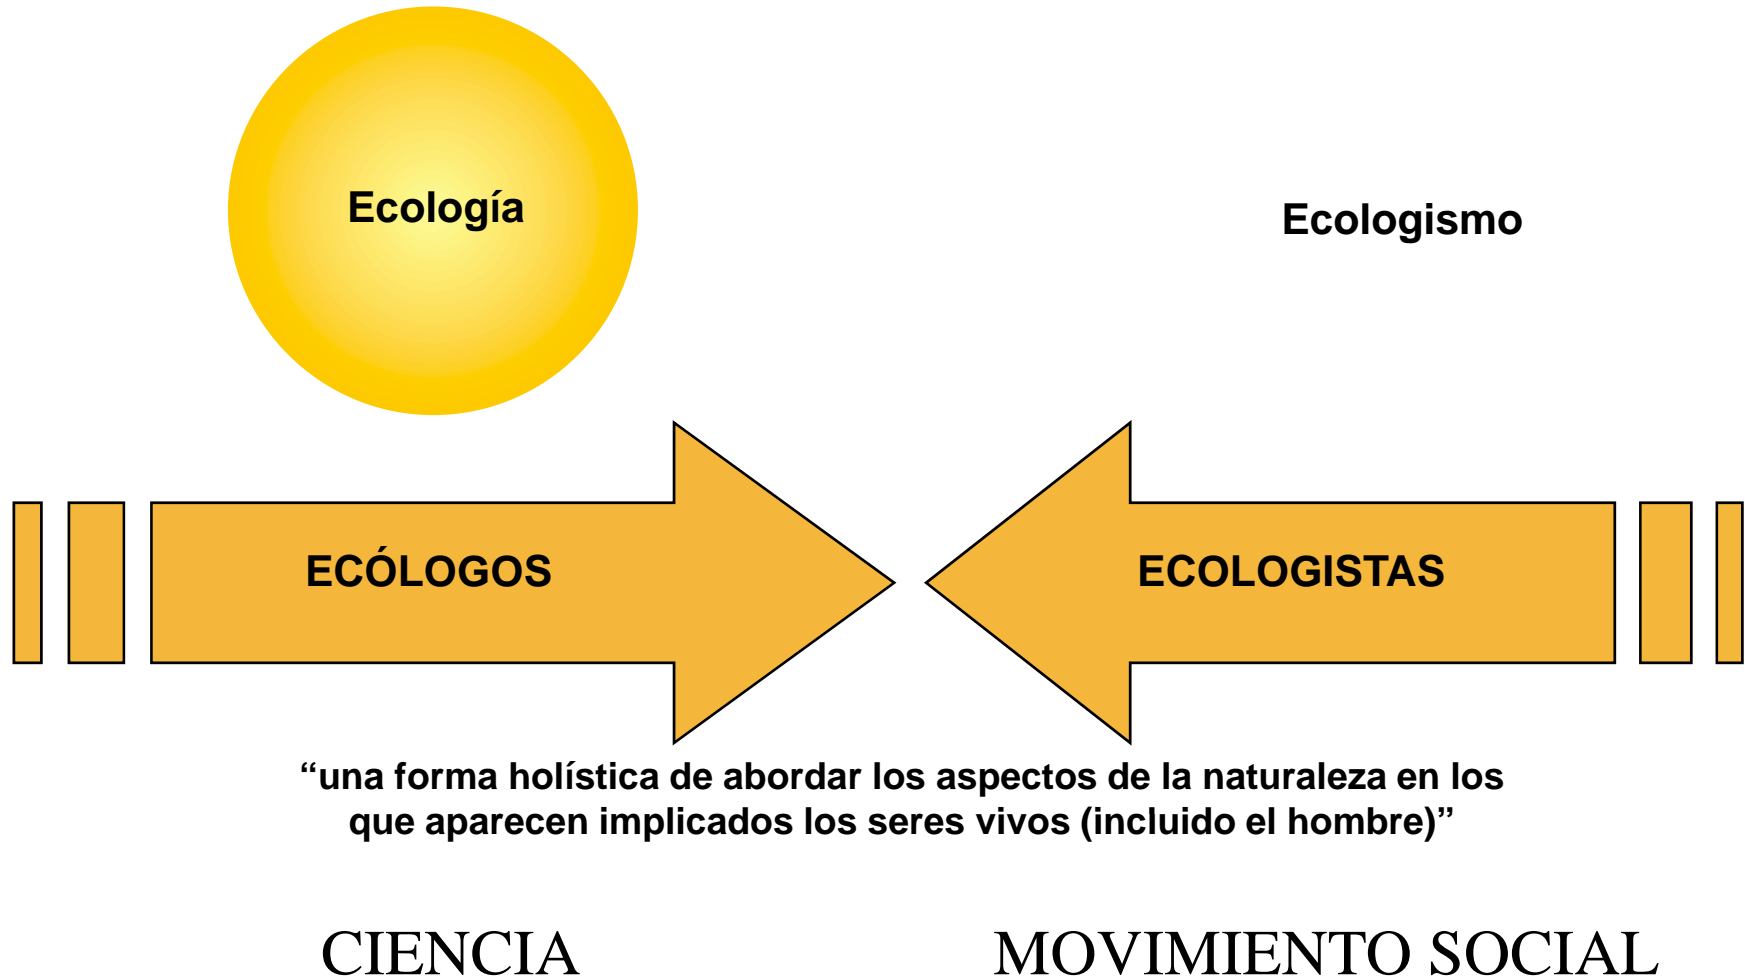 Ecología
Ecologismo
ECÓLOGOS
ECOLOGISTAS
“una forma holística de abordar los aspectos de la naturaleza en los
que aparecen implicados los seres vivos (incluido el hombre)”
CIENCIA
MOVIMIENTO SOCIAL